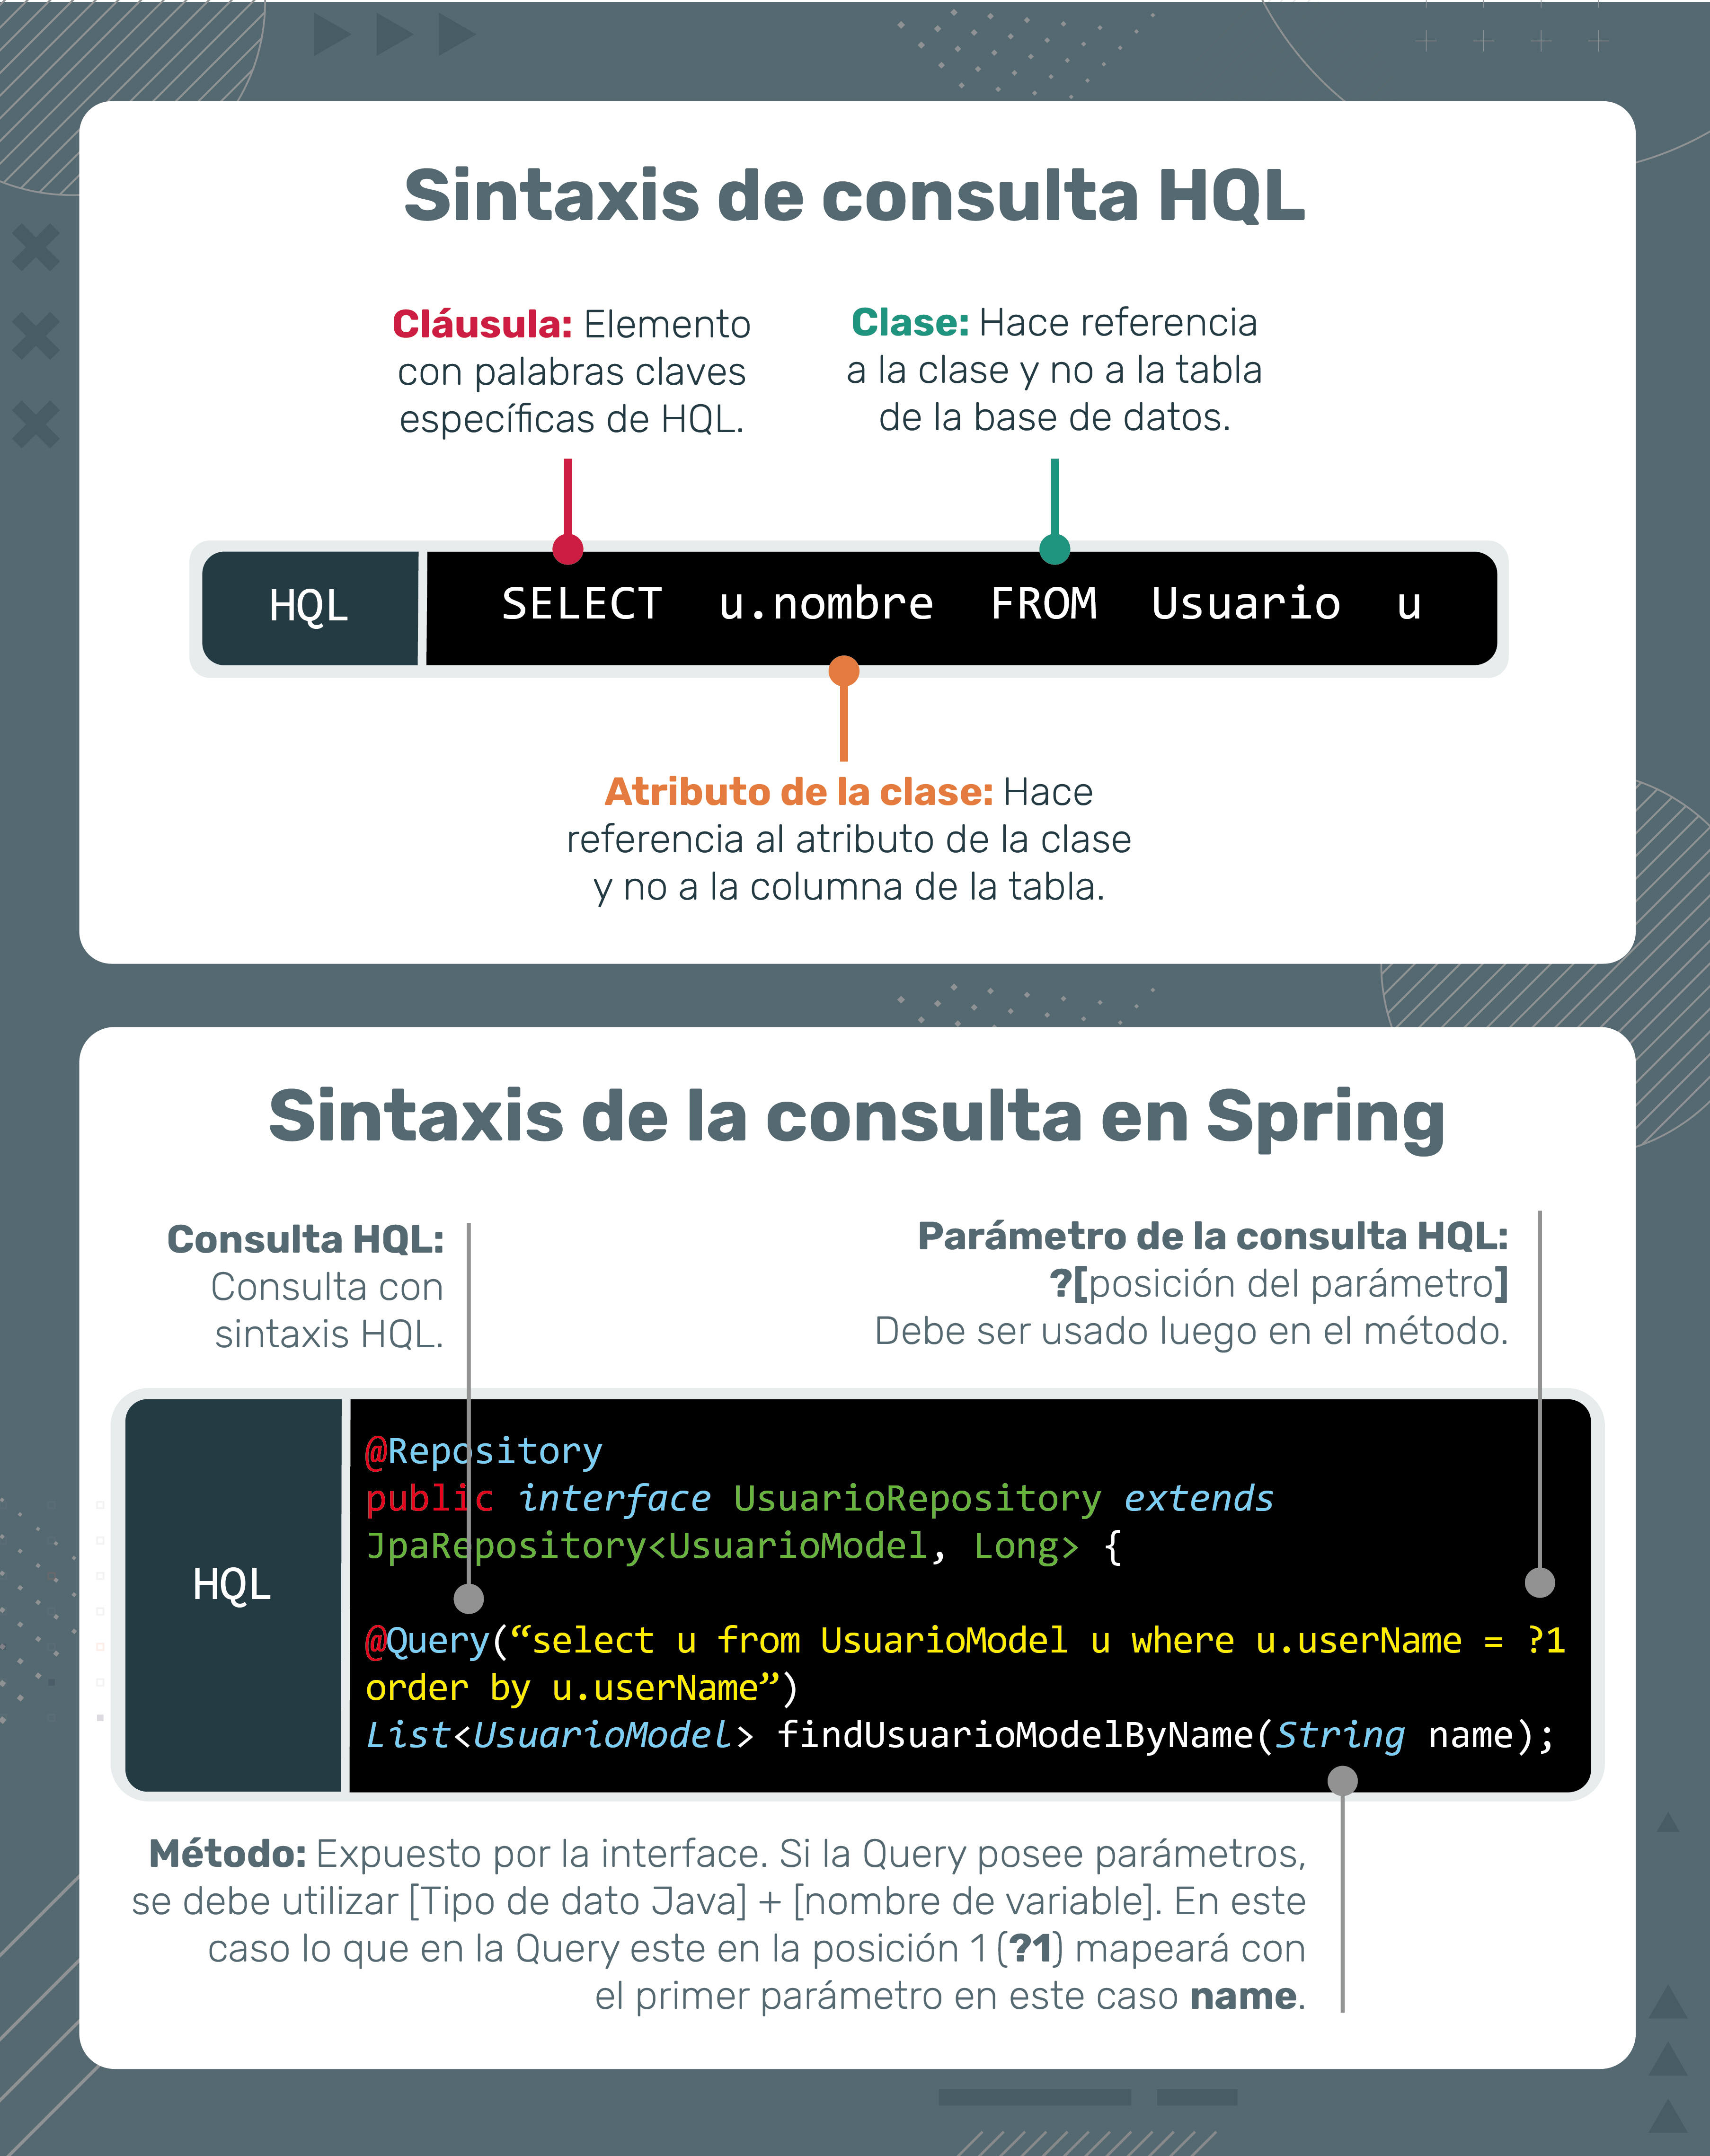 Sintaxis de consulta HQL
Cláusula: Elemento
con palabras claves
específicas de HQL.
Clase: Hace referencia
a la clase y no a la tabla
de la base de datos.
HQL
SELECT u.nombre FROM Usuario u
Atributo de la clase: Hace
referencia al atributo de la clase
y no a la columna de la tabla.
Sintaxis de la consulta en Spring
Consulta HQL:
Consulta con
sintaxis HQL.
Parámetro de la consulta HQL:
?[posición del parámetro]
Debe ser usado luego en el método.
HQL
@Repository
public interface UsuarioRepository extends
JpaRepository<UsuarioModel, Long> {
@Query(“select u from UsuarioModel u where u.userName = ?1
order by u.userName”)
List<UsuarioModel> findUsuarioModelByName(String name);
Método: Expuesto por la interface. Si la Query posee parámetros,
se debe utilizar [Tipo de dato Java] + [nombre de variable]. En este
caso lo que en la Query este en la posición 1 (?1) mapeará con
el primer parámetro en este caso name.